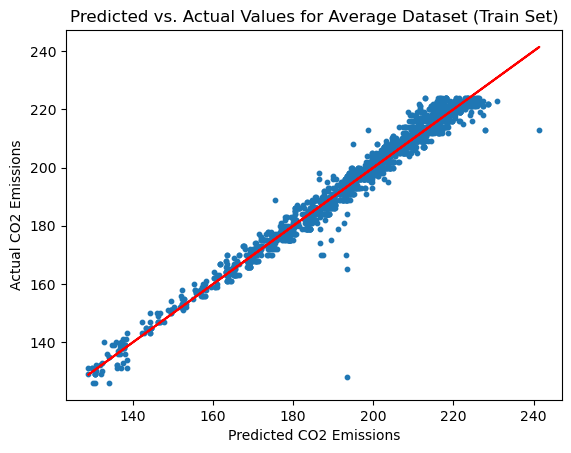 Predicted vs. Actual Values for Average Dataset (Train Set)
240
220
200
180
160
140
Actual CO2 Emissions
140 160 180 200 220 240
Predicted CO2 Emissions